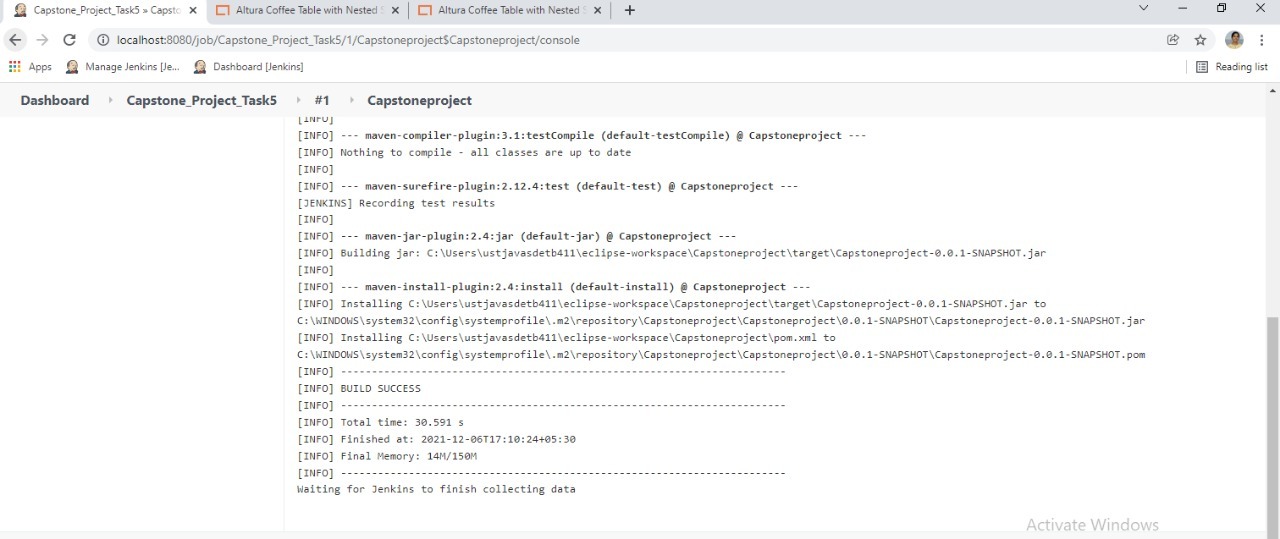 Capstone_Project_Task5 » Capsto
Altura Coffee Table with Nested S
Altura Coffee Table with Nested S
localhost:8080/job/Capstone_Project_Task5/1/Capstoneproject$Capstoneproject/console
Apps
Manage Jenkins [Je...
Dashboard [Jenkins]
Reading list
Dashboard
Capstone_Project_Task5
#1
Capstoneproject
[INFO]
[INFO] --- maven-compiler-plugin:3.1:testCompile (default-testCompile) @ Capstoneproject ---
[INFO] Nothing to compile - all classes are up to date
[INFO]
[INFO] --- maven-surefire-plugin:2.12.4:test (default-test) @ Capstoneproject ---
[JENKINS] Recording test results
[INFO]
[INFO] --- maven-jar-plugin:2.4:jar (default-jar) @ Capstoneproject ---
[INFO] Building jar: C:\Users\ustjavasdetb411\eclipse-workspace\Capstoneproject\target\Capstoneproject-0.0.1-SNAPSHOT.jar
[INFO]
[INFO] --- maven-install-plugin:2.4:install (default-install) @ Capstoneproject ---
[INFO] Installing C:\Users\ustjavasdetb411\eclipse-workspace\Capstoneproject\target\Capstoneproject-0.0.1-SNAPSHOT.jar to
C:\WINDOWS\system32\config\systemprofile\.m2\repository\Capstoneproject\Capstoneproject\0.0.1-SNAPSHOT\Capstoneproject-0.0.1-SNAPSHOT.jar
[INFO] Installing C:\Users\ustjavasdetb411\eclipse-workspace\Capstoneproject\pom.xml to
C:\WINDOWS\system32\config\systemprofile\.m2\repository\Capstoneproject\Capstoneproject\0.0.1-SNAPSHOT\Capstoneproject-0.0.1-SNAPSHOT.pom
[INFO] ------------------------------------------------------------------------
[INFO] BUILD SUCCESS
[INFO] ------------------------------------------------------------------------
[INFO] Total time: 30.591 s
[INFO] Finished at: 2021-12-06T17:10:24+05:30
[INFO] Final Memory: 14M/150M
[INFO] ------------------------------------------------------------------------
Waiting for Jenkins to finish collecting data
Activate Windows